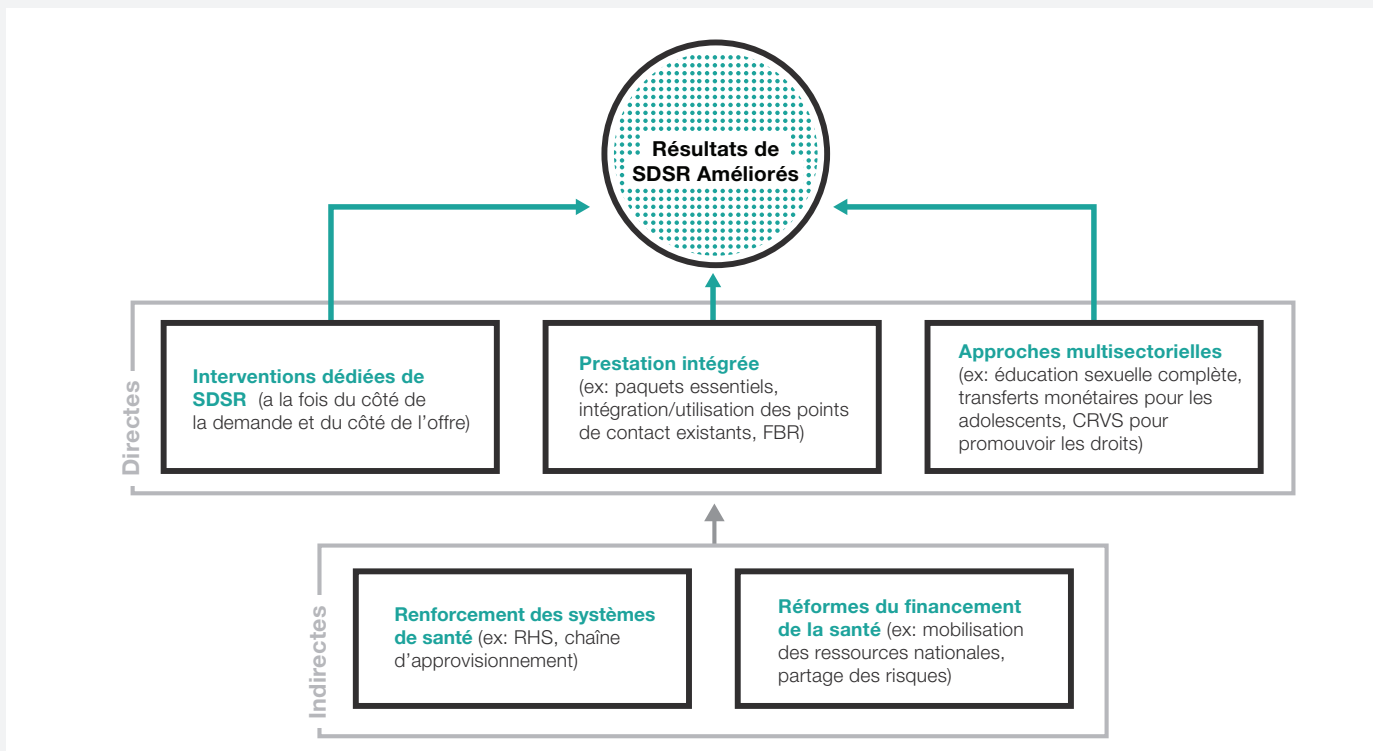 Résultats de
SDSR Améliorés
Directes
Interventions dédiées de
SDSR (a la fois du côté de
la demande et du côté de l'offre)
Prestation intégrée
(ex: paquets essentiels,
intégration/utilisation des points
de contact existants, FBR)
Approches multisectorielles
(ex: éducation sexuelle complète,
transferts monétaires pour les
adolescents, CRVS pour
promouvoir les droits)
Indirectes
Renforcement des systèmes
de santé (ex: RHS, chaîne
d'approvisionnement)
Réformes du financement
de la santé (ex: mobilisation
des ressources nationales,
partage des risques)